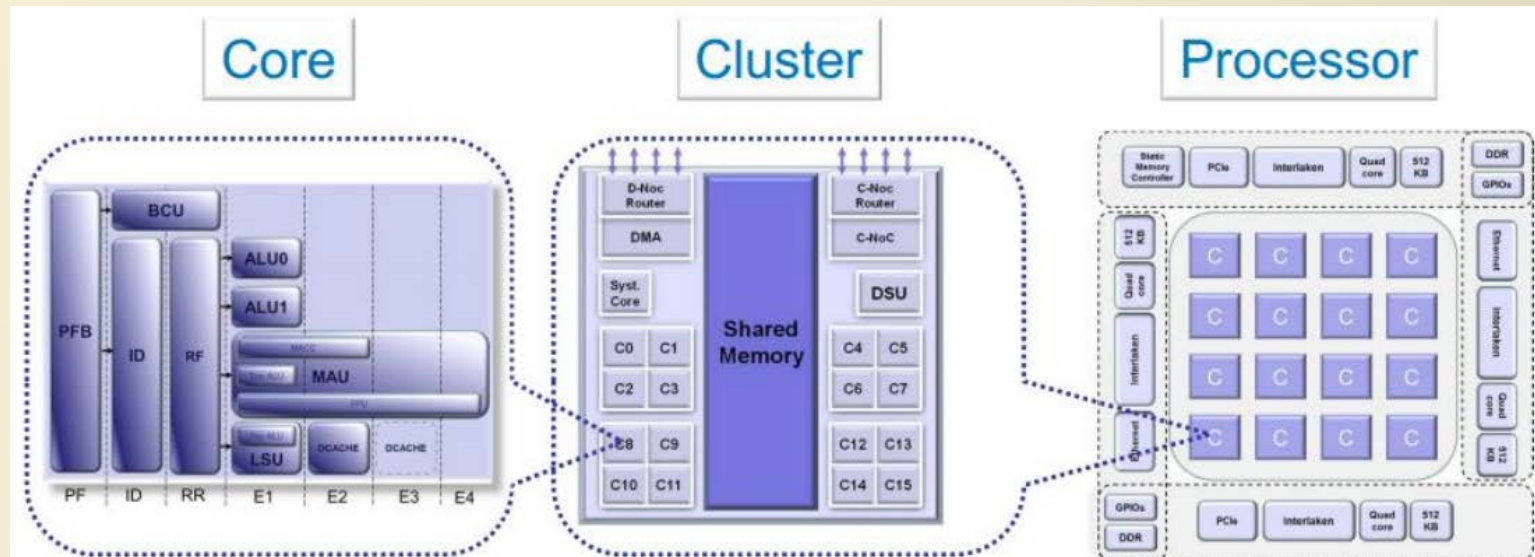 Core
Cluster
Processor
PFB
BCU
ID
RF
ALU0
ALU1
MACC
MAU
FPU
LSU
DCACHE
DCACHE
PF
ID
RR
E1
E2
E3
E4
D-Noc
Router
DMA
Syst.
Core
C0
C1
C2
C3
C8
C9
C10
C11
Shared
Memory
C-Noc
Router
C-NoC
DSU
C4
C5
C6
C7
C12
C13
C14
C15
Static
Memory
Controller
PCIe
Interlaken
Quad
core
512
KB
DDR
GPIOs
512
KB
Quad
core
Interlaken
Ethernet
C C C C
C C C C
C C C C
C C C C
Ethernet
Interlaken
Quad
core
512
KB
GPIOs
DDR
PCIe
Interlaken
Quad
core
512
KB